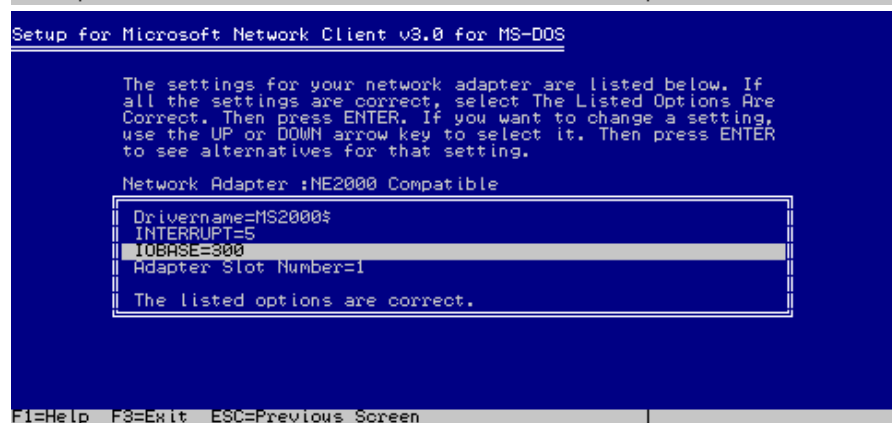 Setup for Microsoft Network Client v3.0 for MS-DOS
The settings for your network adapter are listed below. If
all the settings are correct, select The Listed Options Are
Correct. Then press ENTER. If you want to change a setting,
use the UP or DOWN arrow key to select it. Then press ENTER
to see alternatives for that setting.
Network Adapter :NE2000 Compatible
Drivername=MS2000$
INTERRUPT=5
IOBASE=300
Adapter Slot Number=1
The listed options are correct.
F1=Help F3=Exit ESC=Previous Screen